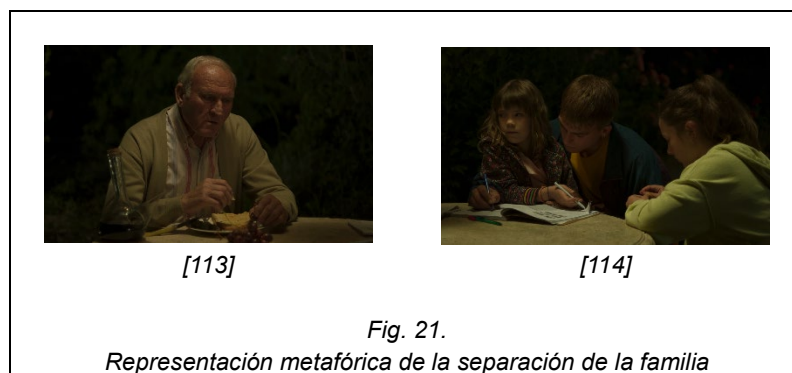 [113]
[114]
Fig. 21.
Representación metafórica de la separación de la familia